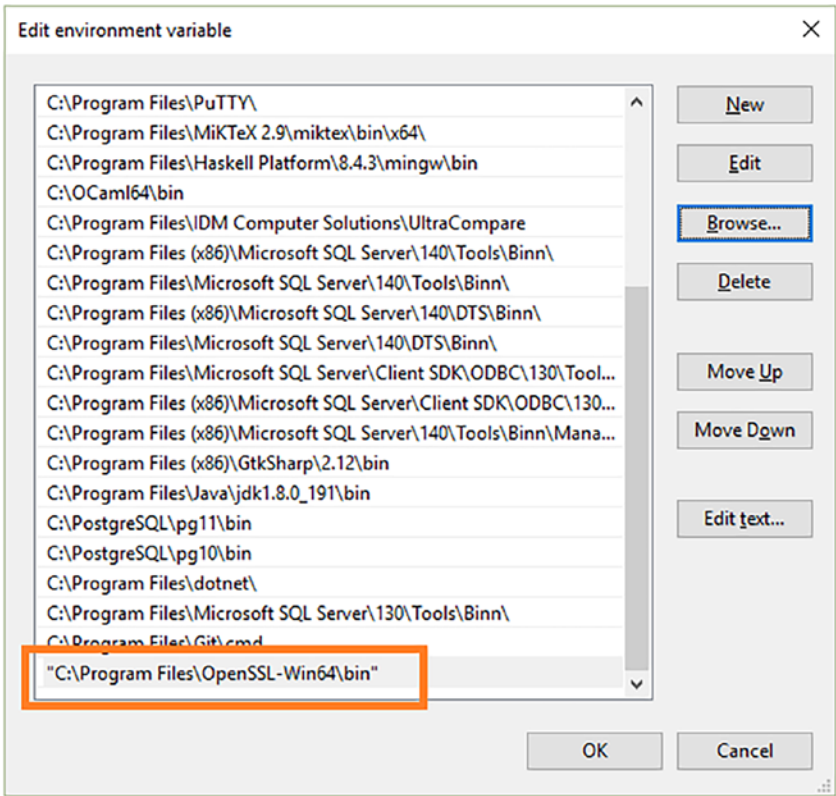 Edit environment variable
C:\Program Files\PuTTY\
C:\Program Files\MiKTeX 2.9\miktex\bin\x64\
C:\Program Files\Haskell Platform\8.4.3\mingw\bin
C:\OCaml64\bin
C:\Program Files\IDM Computer Solutions\UltraCompare
C:\Program Files (x86)\Microsoft SQL Server\140\Tools\Binn\
C:\Program Files\Microsoft SQL Server\140\Tools\Binn\
C:\Program Files (x86)\Microsoft SQL Server\140\DTS\Binn\
C:\Program Files\Microsoft SQL Server\140\DTS\Binn\
C:\Program Files\Microsoft SQL Server\Client SDK\ODBC\130\Tool...
C:\Program Files (x86)\Microsoft SQL Server\Client SDK\ODBC\130...
C:\Program Files (x86)\Microsoft SQL Server\140\Tools\Binn\Mana...
C:\Program Files (x86)\GtkSharp\2.12\bin
C:\Program Files\Java\jdk1.8.0_191\bin
C:\PostgreSQL\pg11\bin
C:\PostgreSQL\pg10\bin
C:\Program Files\dotnet\
C:\Program Files\Microsoft SQL Server\130\Tools\Binn\
C:\Program Files\Git\cmd
"C:\Program Files\OpenSSL-Win64\bin"
New
Edit
Browse...
Delete
Move Up
Move Down
Edit text...
OK
Cancel